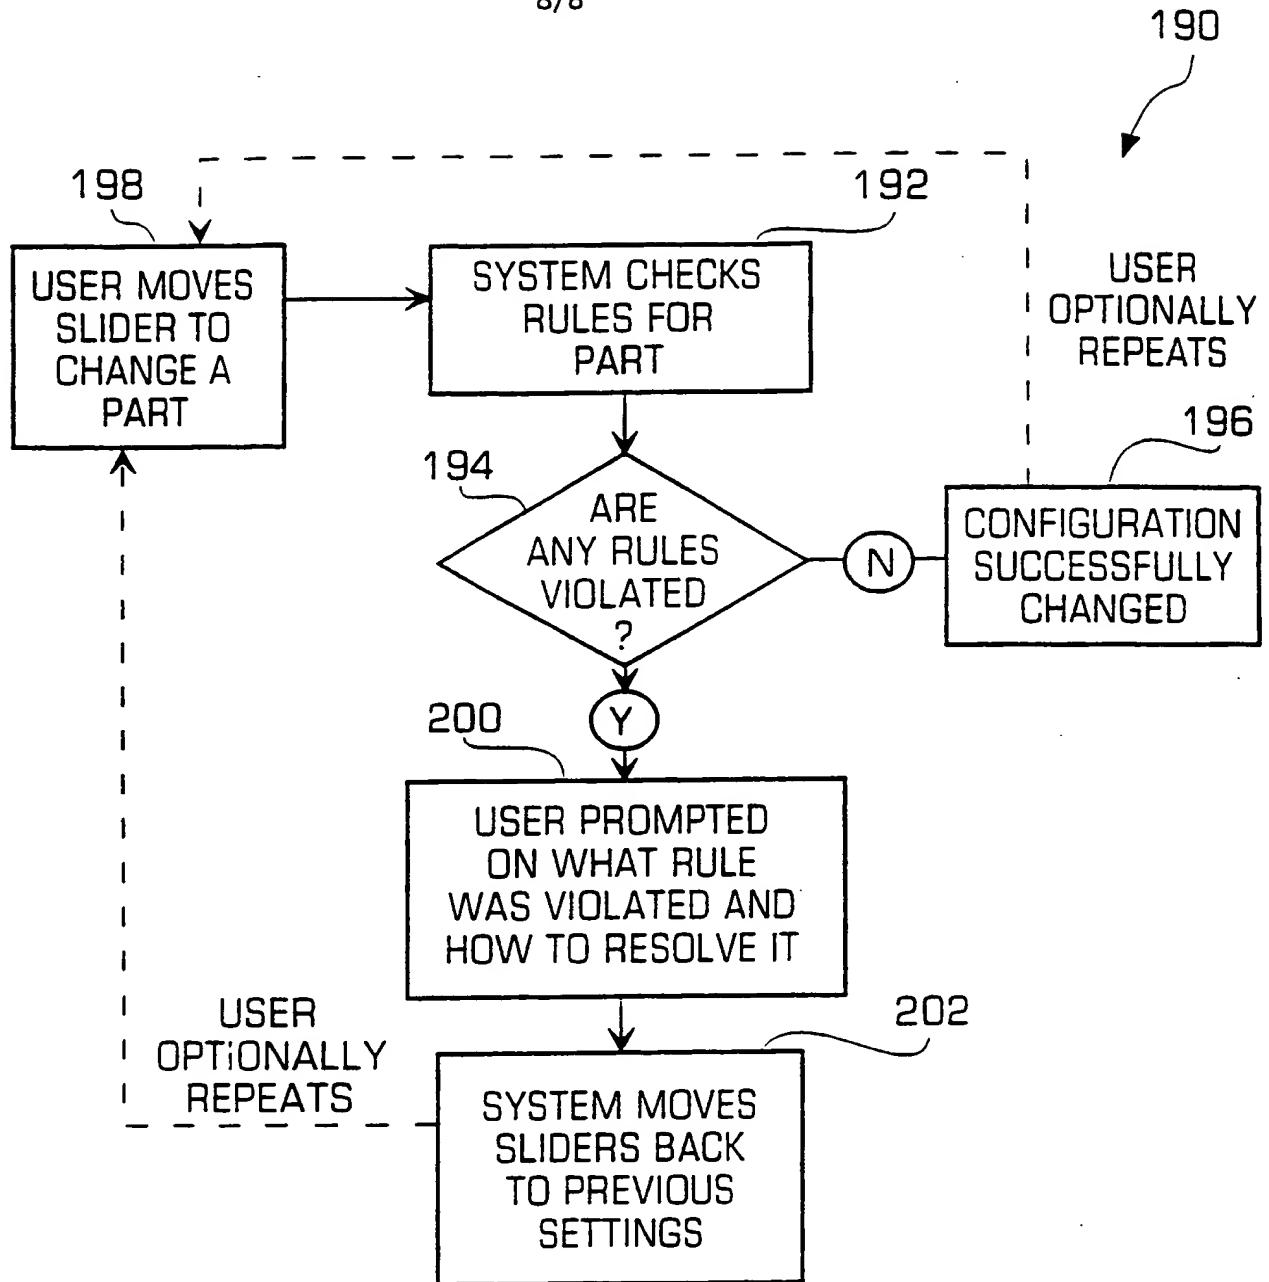 8/8
190
198
192
USER MOVES
SLIDER TO
CHANGE A
PART
SYSTEM CHECKS
RULES FOR
PART
USER
OPTIONALLY
REPEATS
196
194
ARE
ANY RULES
VIOLATED
?
N
CONFIGURATION
SUCCESSFULLY
CHANGED
Y
200
USER PROMPTED
ON WHAT RULE
WAS VIOLATED AND
HOW TO RESOLVE IT
202
USER
OPTIONALLY
REPEATS
SYSTEM MOVES
SLIDERS BACK
TO PREVIOUS
SETTINGS